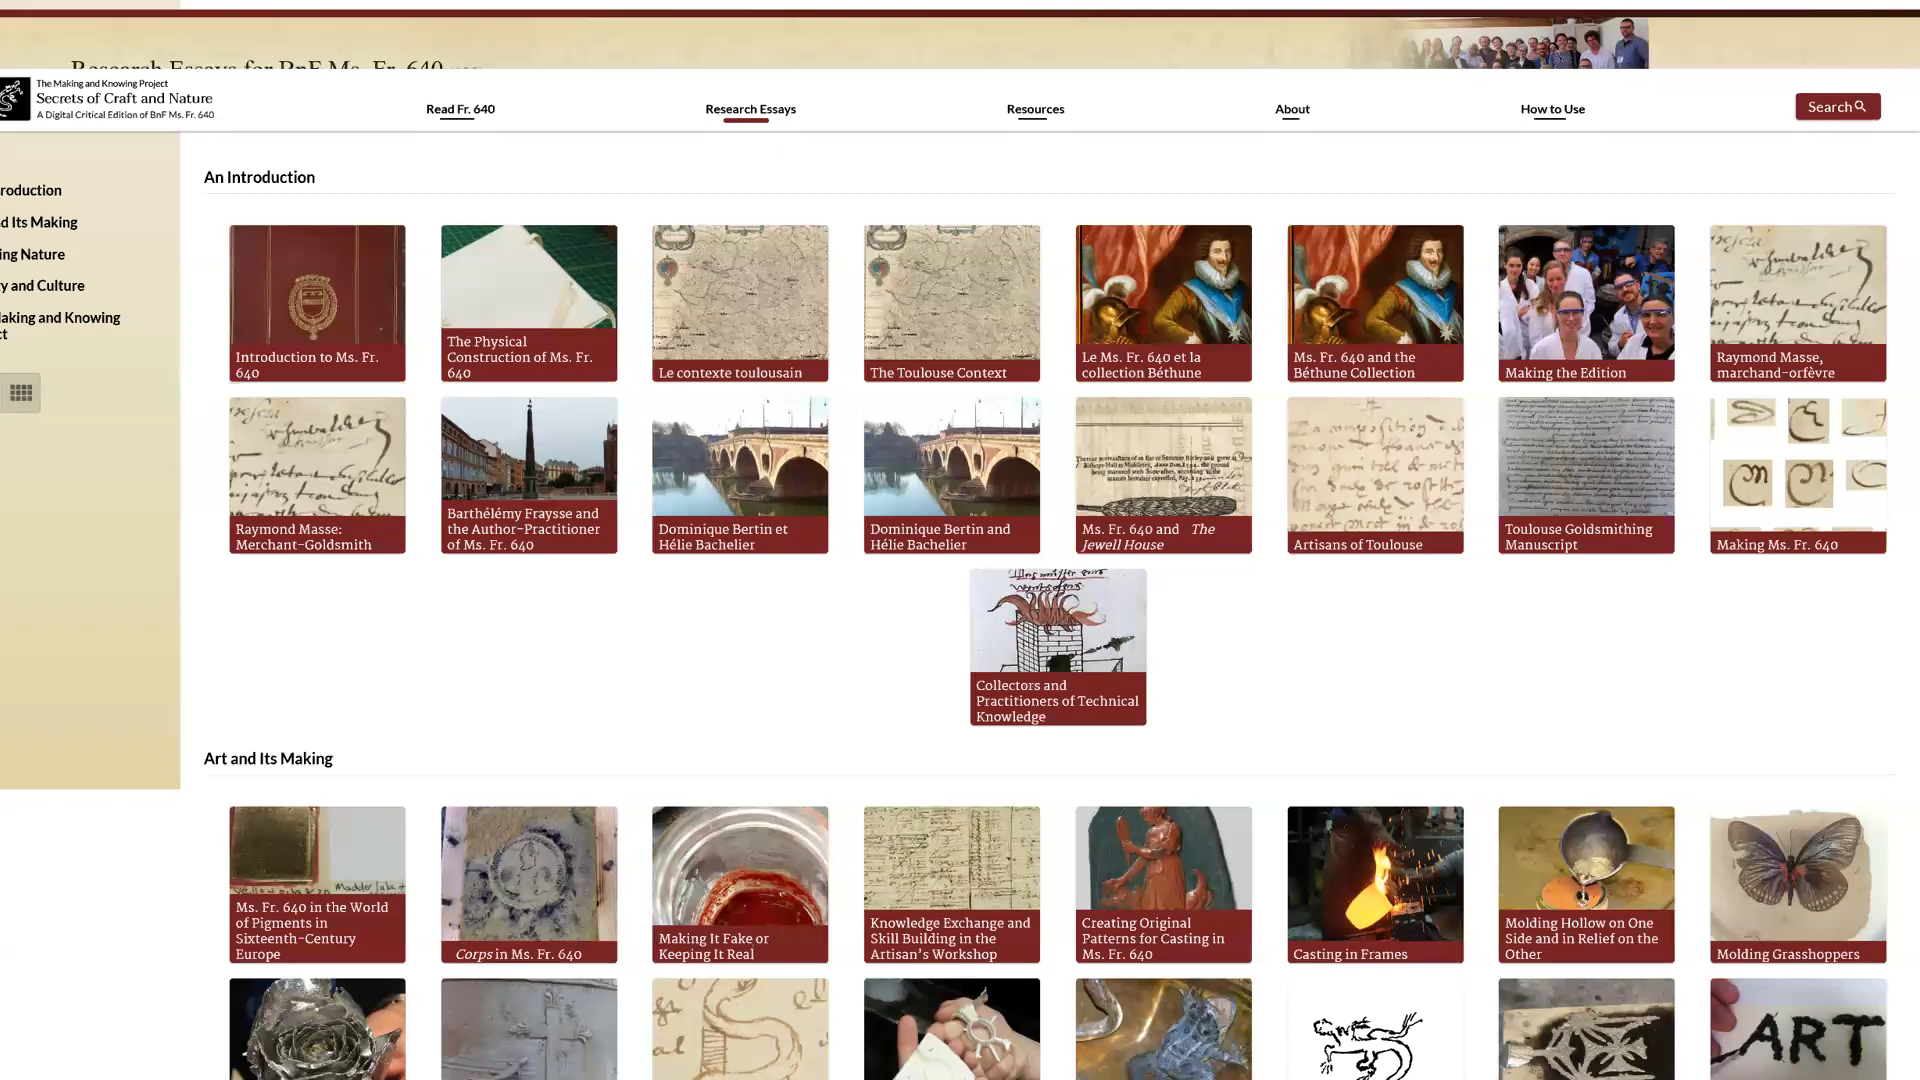 Research Essays for BnF Ms. Fr. 640
The Making and Knowing Project
Secrets of Craft and Nature
A Digital Critical Edition of BnF Ms. Fr. 640
Read Fr. 640
Research Essays
Resources
About
How to Use
Search
roduction
d Its Making
ing Nature
y and Culture
aking and Knowing
ct
An Introduction
Introduction to Ms. Fr.
640
The Physical
Construction of Ms. Fr.
640
Le contexte toulousain
The Toulouse Context
Le Ms. Fr. 640 et la
collection Béthune
Ms. Fr. 640 and the
Béthune Collection
Making the Edition
Raymond Masse,
marchand-orfèvre
Raymond Masse:
Merchant-Goldsmith
Barthélémy Fraysse and
the Author-Practitioner
of Ms. Fr. 640
Dominique Bertin et
Hélie Bachelier
Dominique Bertin and
Hélie Bachelier
Ms. Fr. 640 and The
Jewell House
Artisans of Toulouse
Toulouse Goldsmithing
Manuscript
Making Ms. Fr. 640
Collectors and
Practitioners of Technical
Knowledge
Art and Its Making
Madder lake
Ms. Fr. 640 in the World
of Pigments in
Sixteenth-Century
Europe
Corps in Ms. Fr. 640
Making It Fake or
Keeping It Real
Knowledge Exchange and
Skill Building in the
Artisan's Workshop
Creating Original
Patterns for Casting in
Ms. Fr. 640
Casting in Frames
Molding Hollow on One
Side and in Relief on the
Other
Molding Grasshoppers
ART